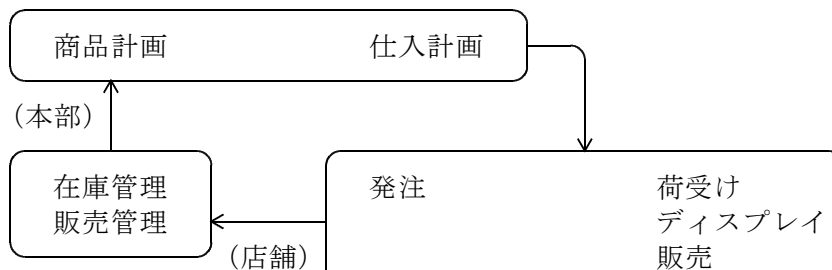 商品計画 仕入計画
（本部）
在庫管理
販売管理
発注 荷受け
ディスプレイ
販売
（店舗）